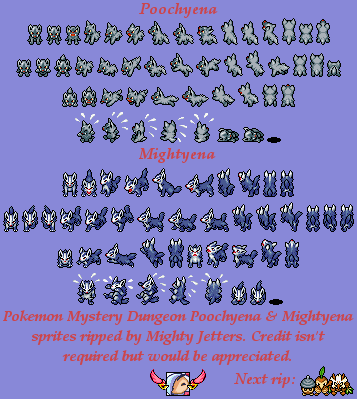 Poochyena
Mightyena
Pokemon Mystery Dungeon Poochyena & Mightyena
sprites ripped by Mighty Jetters. Credit isn't
required but would be appreciated.
Next rip: